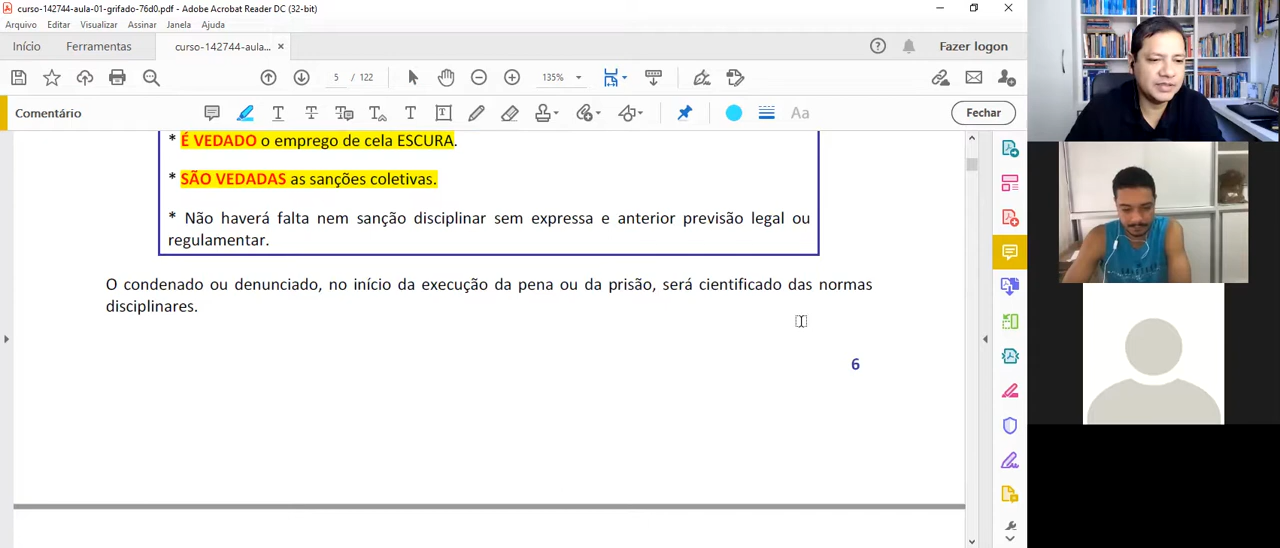 curso-142744-aula-01-grifado-76d0.pdf - Adobe Acrobat Reader DC (32-bit)
Arquivo Editar Visualizar Assinar Janela Ajuda
Início Ferramentas curso-142744-aula... × Fazer logon
5 / 122 135%
Comentário Aa Fechar
* É VEDADO o emprego de cela ESCURA.
* SÃO VEDADAS as sanções coletivas.
* Não haverá falta nem sanção disciplinar sem expressa e anterior previsão legal ou
regulamentar.
O condenado ou denunciado, no início da execução da pena ou da prisão, será cientificado das normas
disciplinares.
6